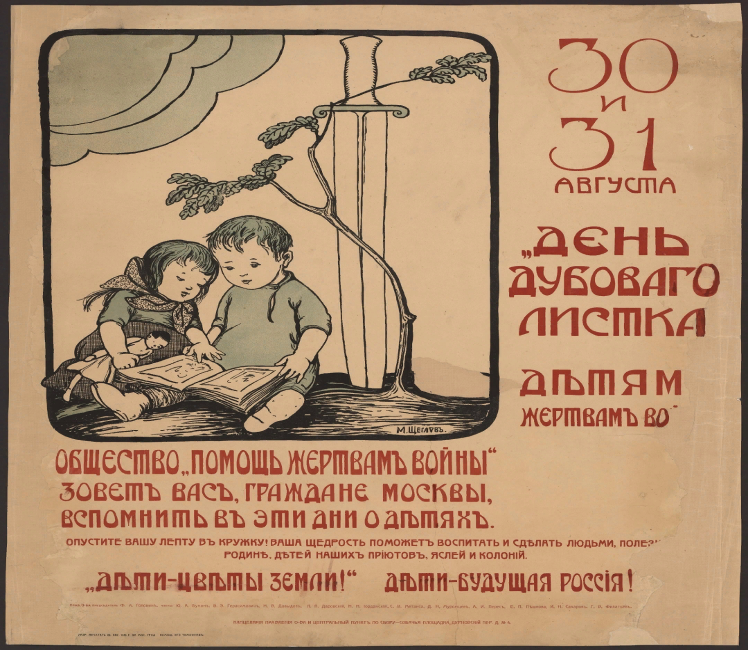 30
и
31
АВГУСТА
„ДЕНЬ
ДУБОВАГО
ЛИСТКА
ДѢТЯМ
ЖЕРТВАМЪ ВО
М. ЩЕГЛОВЪ.
ОБЩЕСТВО „ПОМОЩЬ ЖЕРТВАМЪ ВОЙНЫ“
ЗОВЕТЪ ВАСЪ, ГРАЖДАНЕ МОСКВЫ,
ВСПОМНИТЬ ВЪ ЭТИ ДНИ О ДѢТЯХЪ.
ОПУСТИТЕ ВАШУ ЛЕПТУ ВЪ КРУЖКУ! ВАША ЩЕДРОСТЬ ПОМОЖЕТЪ ВОСПИТАТЬ И СДѢЛАТЬ ЛЮДЬМИ, ПОЛЕЗ
РОДИНѢ, ДѢТЕЙ НАШИХЪ ПРІЮТОВЪ, ЯСЛЕЙ И КОЛОНІЙ.
„ДѢТИ-ЦВѢТЫ ЗЕМЛИ!“ ДѢТИ-БУДУЩАЯ РОССІЯ!